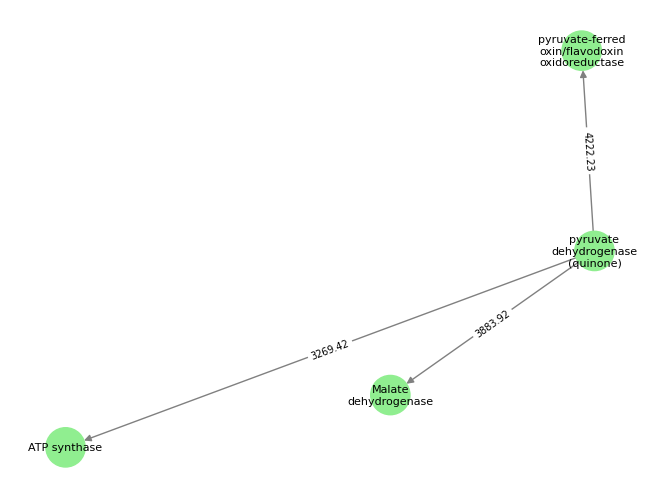 pyruvate-ferred
oxin/flavodoxin
oxidoreductase
4222.23
pyruvate
dehydrogenase
(quinone)
3883.92
3269.42
Malate
dehydrogenase
ATP synthase